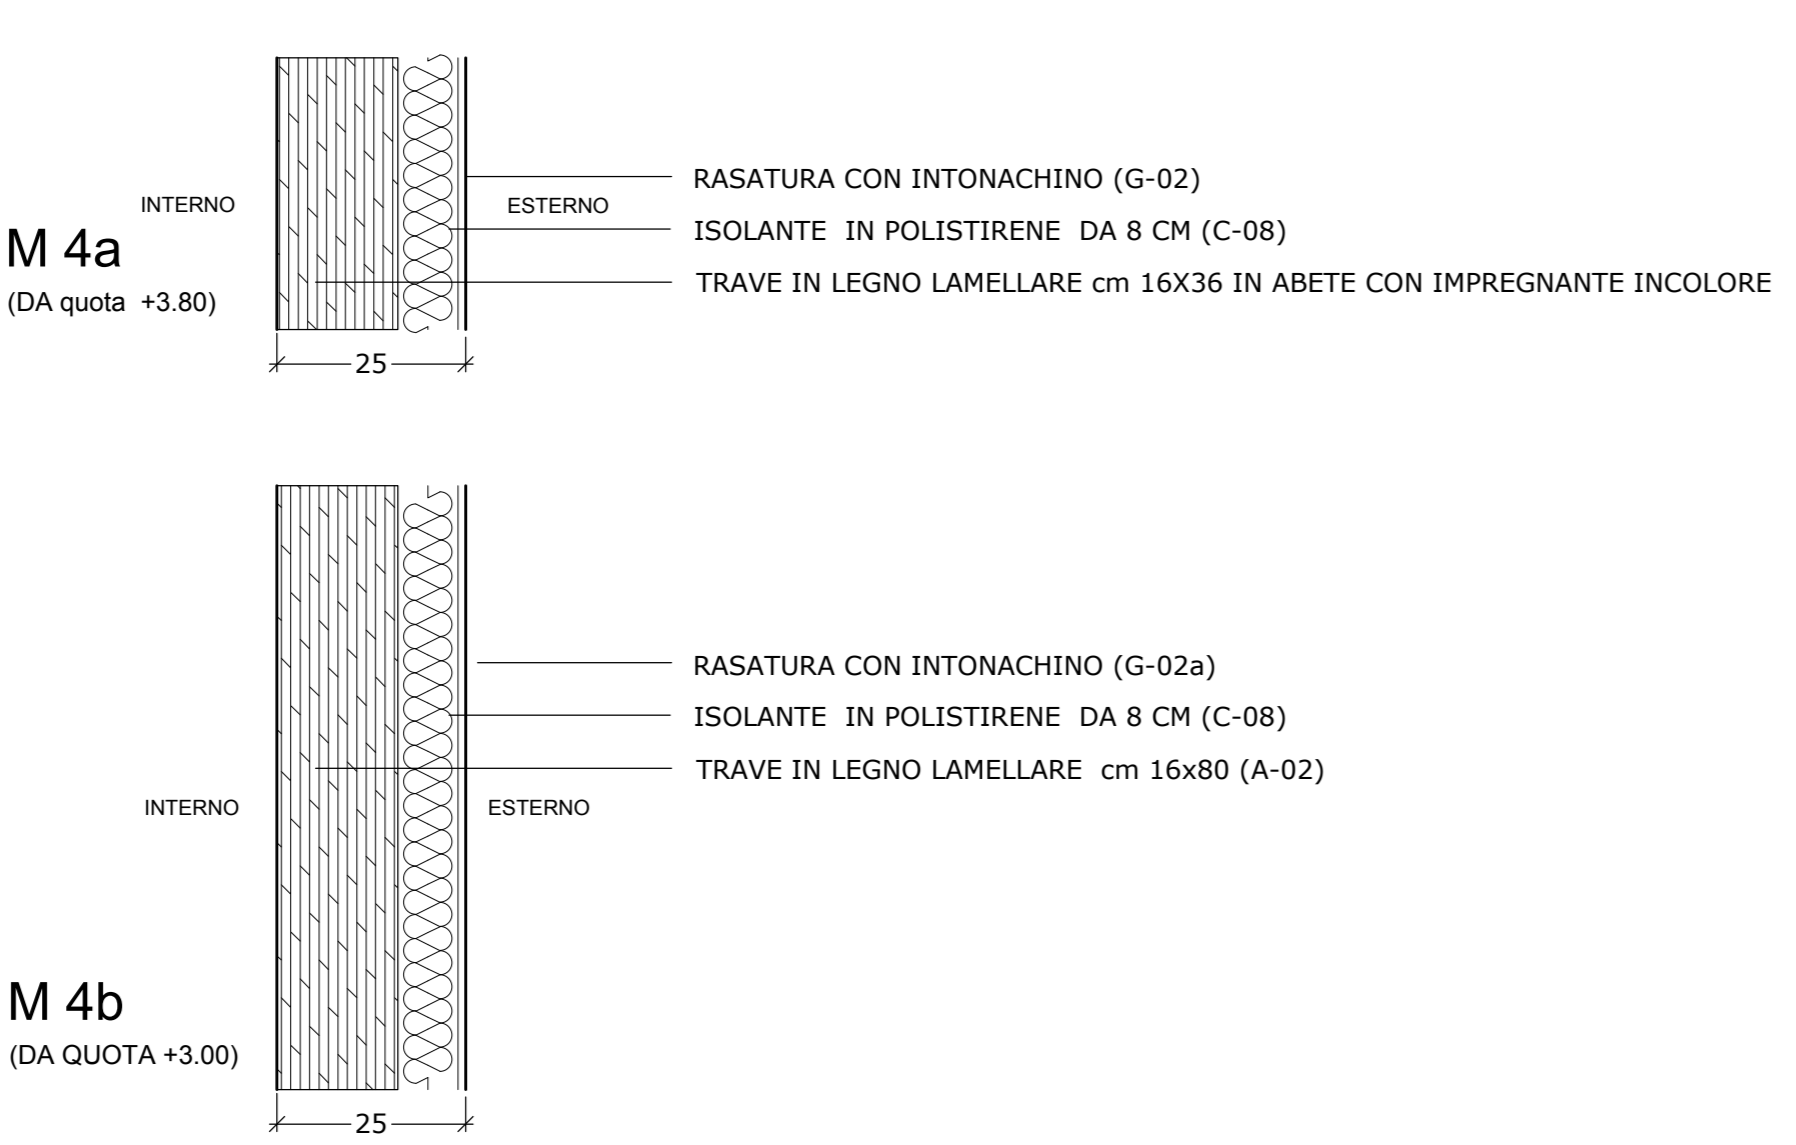 RASATURA CON INTONACHINO (G-02)
INTERNO
ESTERNO
ISOLANTE IN POLISTIRENE DA 8 CM (C-08)
M 4a
TRAVE IN LEGNO LAMELLARE cm 16X36 IN ABETE CON IMPREGNANTE INCOLORE
(DA quota +3.80)
25
RASATURA CON INTONACHINO (G-02a)
ISOLANTE IN POLISTIRENE DA 8 CM (C-08)
TRAVE IN LEGNO LAMELLARE cm 16x80 (A-02)
INTERNO
ESTERNO
M 4b
(DA QUOTA +3.00)
25